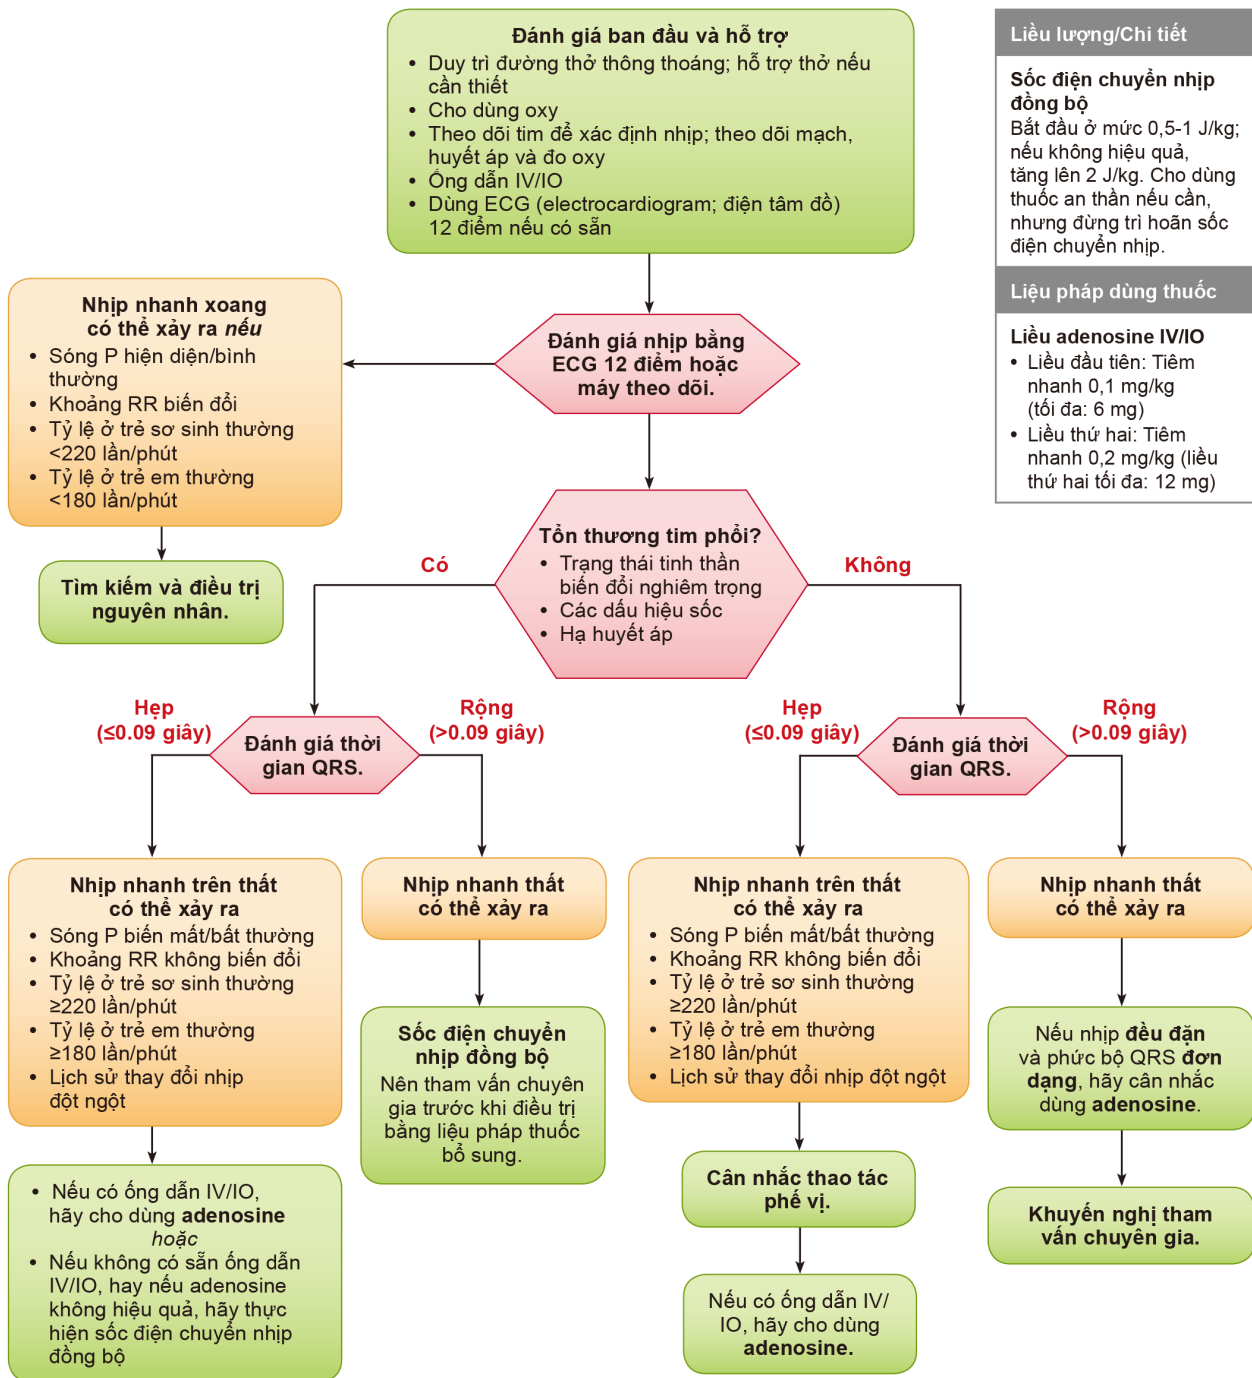 Đánh giá ban đầu và hỗ trợ
• Duy trì đường thở thông thoáng; hỗ trợ thở nếu
cần thiết
• Cho dùng oxy
• Theo dõi tim để xác định nhịp; theo dõi mạch,
huyết áp và đo oxy
• Ống dẫn IV/IO
• Dùng ECG (electrocardiogram; điện tâm đồ)
12 điểm nếu có sẵn
Liều lượng/Chi tiết
Sốc điện chuyển nhịp
đồng bộ
Bắt đầu ở mức 0,5-1 J/kg;
nếu không hiệu quả,
tăng lên 2 J/kg. Cho dùng
thuốc an thần nếu cần,
nhưng đừng trì hoãn sốc
điện chuyển nhịp.
Liệu pháp dùng thuốc
Liều adenosine IV/IO
• Liều đầu tiên: Tiêm
nhanh 0,1 mg/kg
(tối đa: 6 mg)
• Liều thứ hai: Tiêm
nhanh 0,2 mg/kg (liều
thứ hai tối đa: 12 mg)
Nhịp nhanh xoang
có thể xảy ra nếu
• Sóng P hiện diện/bình
thường
• Khoảng RR biến đổi
• Tỷ lệ ở trẻ sơ sinh thường
<220 lần/phút
• Tỷ lệ ở trẻ em thường
<180 lần/phút
Đánh giá nhịp bằng
ECG 12 điểm hoặc
máy theo dõi.
Tìm kiếm và điều trị
nguyên nhân.
Tổn thương tim phổi?
• Trạng thái tinh thần
biến đổi nghiêm trọng
• Các dấu hiệu sốc
• Hạ huyết áp
Có
Không
Hẹp
(≤0.09 giây)
Đánh giá thời
gian QRS.
Rộng
(>0.09 giây)
Hẹp
(≤0.09 giây)
Đánh giá thời
gian QRS.
Rộng
(>0.09 giây)
Nhịp nhanh trên thất
có thể xảy ra
• Sóng P biến mất/bất thường
• Khoảng RR không biến đổi
• Tỷ lệ ở trẻ sơ sinh thường
≥220 lần/phút
• Tỷ lệ ở trẻ em thường
≥180 lần/phút
• Lịch sử thay đổi nhịp
đột ngột
Nhịp nhanh thất
có thể xảy ra
Nhịp nhanh trên thất
có thể xảy ra
• Sóng P biến mất/bất thường
• Khoảng RR không biến đổi
• Tỷ lệ ở trẻ sơ sinh thường
≥220 lần/phút
• Tỷ lệ ở trẻ em thường
≥180 lần/phút
• Lịch sử thay đổi nhịp đột ngột
Nhịp nhanh thất
có thể xảy ra
Sốc điện chuyển
nhịp đồng bộ
Nên tham vấn chuyên
gia trước khi điều trị
bằng liệu pháp thuốc
bổ sung.
Nếu nhịp đều đặn
và phức bộ QRS đơn
dạng, hãy cân nhắc
dùng adenosine.
• Nếu có ống dẫn IV/IO,
hãy cho dùng adenosine
hoặc
• Nếu không có sẵn ống dẫn
IV/IO, hay nếu adenosine
không hiệu quả, hãy thực
hiện sốc điện chuyển nhịp
đồng bộ
Cân nhắc thao tác
phế vị.
Khuyến nghị tham
vấn chuyên gia.
Nếu có ống dẫn IV/
IO, hãy cho dùng
adenosine.